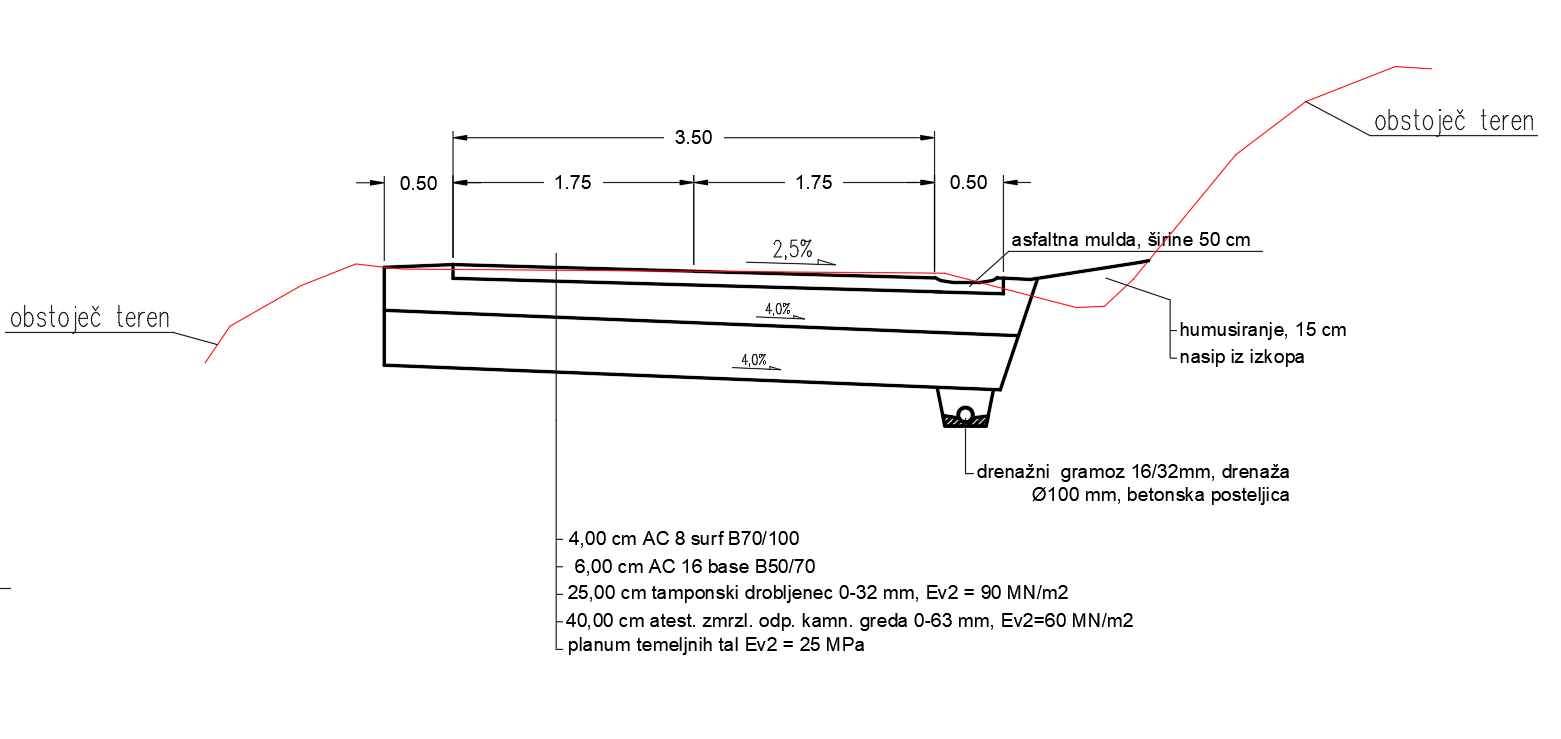 obstoječ teren
3.50
0.50
1.75
1.75
0.50
2,5%
asfaltna mulda, širine 50 cm
obstoječ teren
4,0%
humusiranje, 15 cm
nasip iz izkopa
4,0%
drenažni gramoz 16/32mm, drenaža
Ø100 mm, betonska posteljica
4,00 cm AC 8 surf B70/100
6,00 cm AC 16 base B50/70
25,00 cm tamponski drobljenec 0-32 mm, Ev2 = 90 MN/m2
40,00 cm atest. zmrzl. odp. kamn. greda 0-63 mm, Ev2=60 MN/m2
planum temeljnih tal Ev2 = 25 MPa